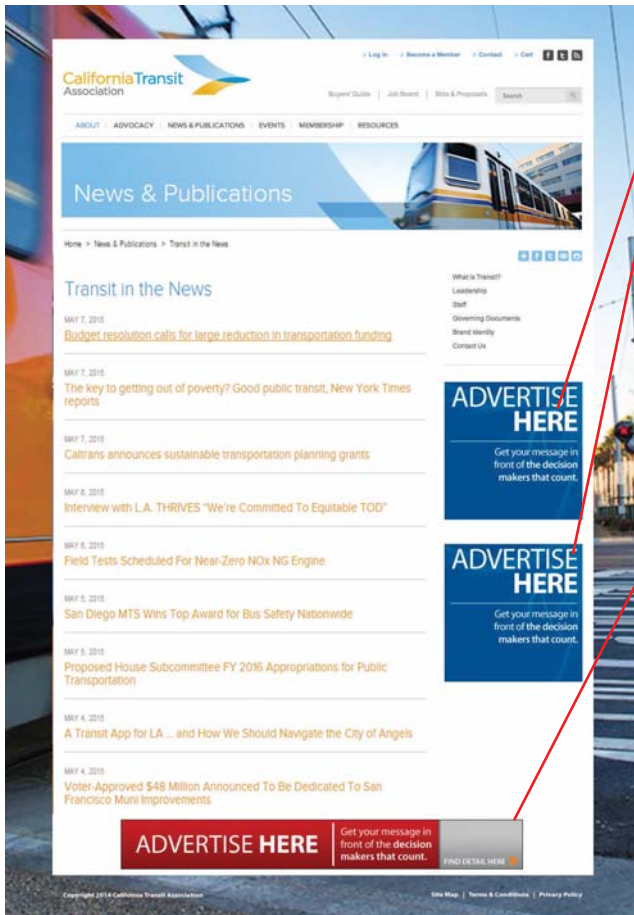 › Log In › Become a Member › Contact › Cart
CaliforniaTransit
Association
Buyers' Guide | Job Board | Bids & Proposals Search
ABOUT ADVOCACY NEWS & PUBLICATIONS EVENTS MEMBERSHIP RESOURCES
News & Publications
Home > News & Publications > Transit in the News
What is Transit?
Leadership
Staff
Governing Documents
Brand Identity
Contact Us
Transit in the News
MAY 7, 2015
Budget resolution calls for large reduction in transportation funding
MAY 7, 2015
The key to getting out of poverty? Good public transit, New York Times
reports
MAY 7, 2015
Caltrans announces sustainable transportation planning grants
MAY 6, 2015
Interview with L.A. THRIVES “We're Committed To Equitable TOD”
MAY 6, 2015
Field Tests Scheduled For Near-Zero NOx NG Engine
MAY 5, 2015
San Diego MTS Wins Top Award for Bus Safety Nationwide
MAY 5, 2015
Proposed House Subcommittee FY 2016 Appropriations for Public
Transportation
MAY 4, 2015
A Transit App for LA ... and How We Should Navigate the City of Angels
MAY 4, 2015
Voter-Approved $48 Million Announced To Be Dedicated To San
Francisco Muni Improvements
ADVERTISE
HERE
Get your message in
front of the decision
makers that count.
ADVERTISE
HERE
Get your message in
front of the decision
makers that count.
ADVERTISE HERE
Get your message in
front of the decision
makers that count.
FIND DETAIL HERE
Copyright 2014 California Transit Association
Site Map | Terms & Conditions | Privacy Policy